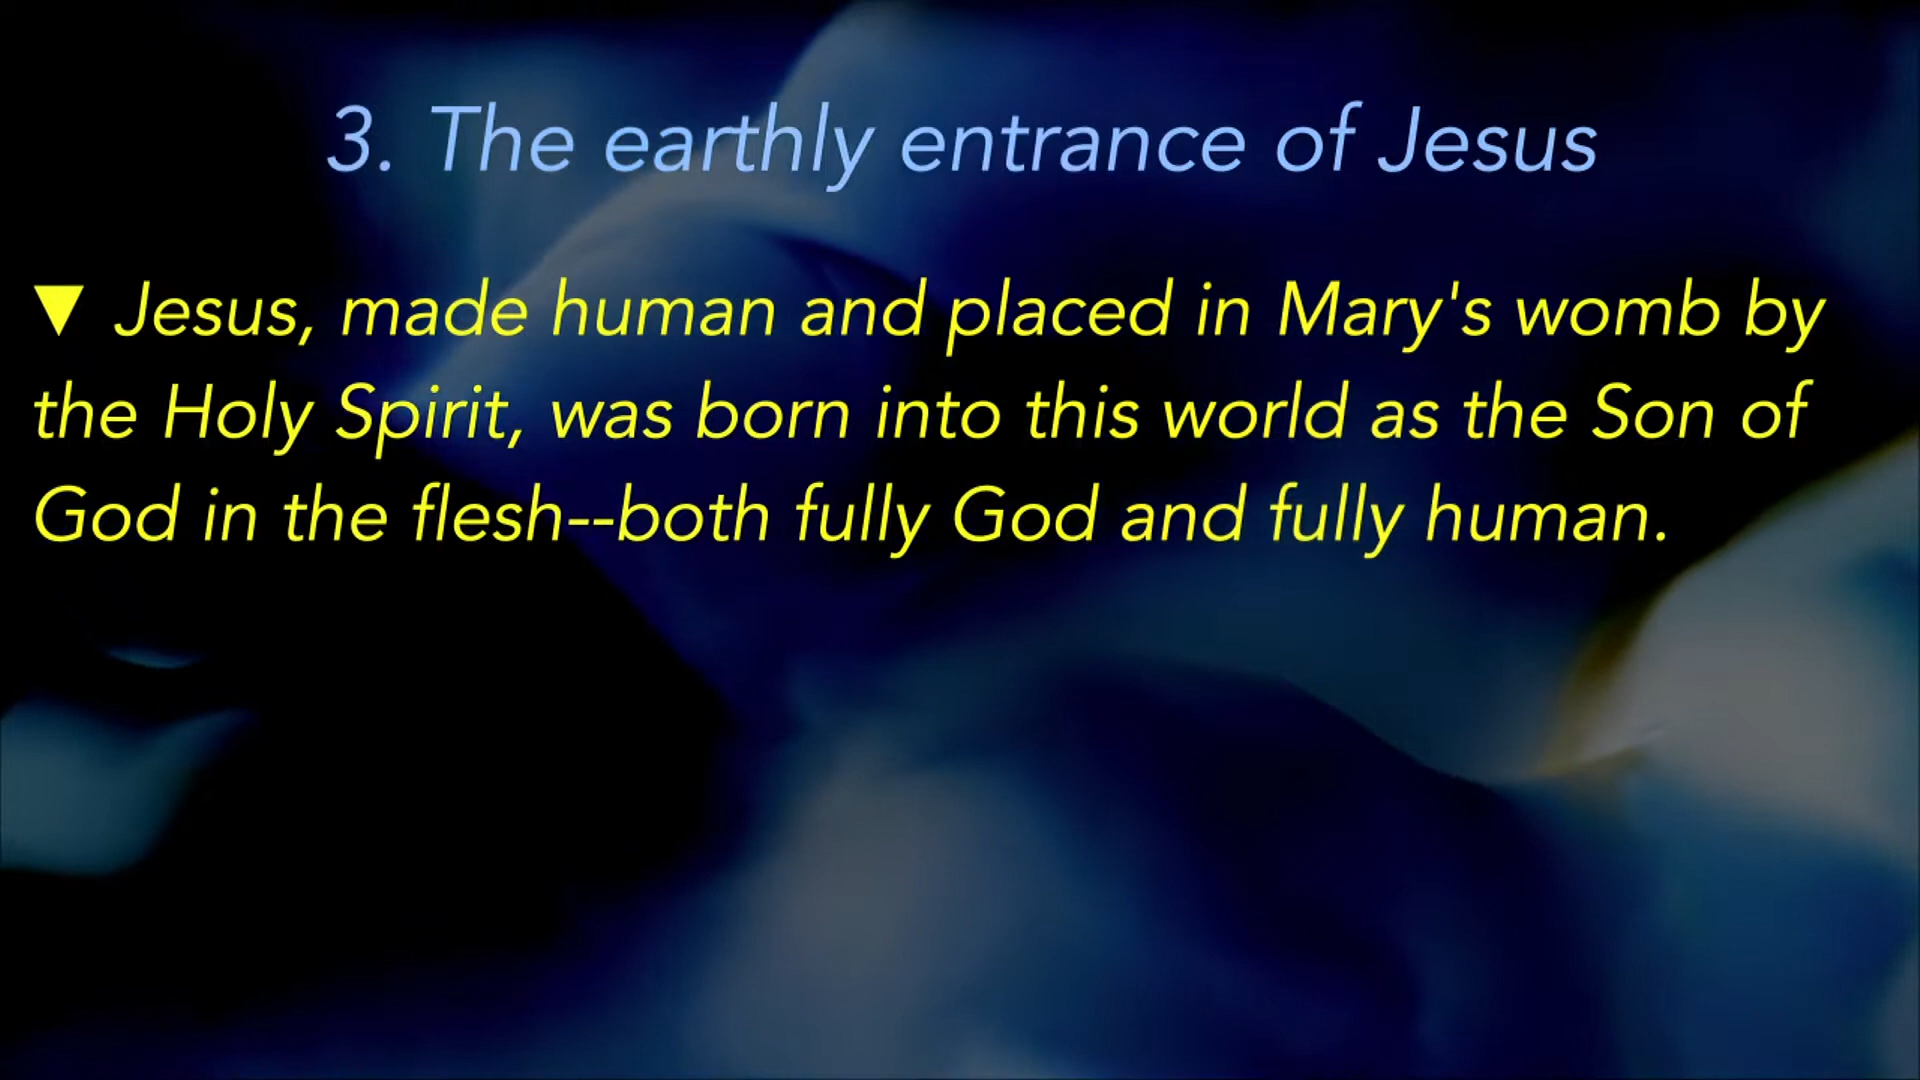 3. The earthly entrance of Jesus
▼ Jesus, made human and placed in Mary's womb by
the Holy Spirit, was born into this world as the Son of
God in the flesh--both fully God and fully human.